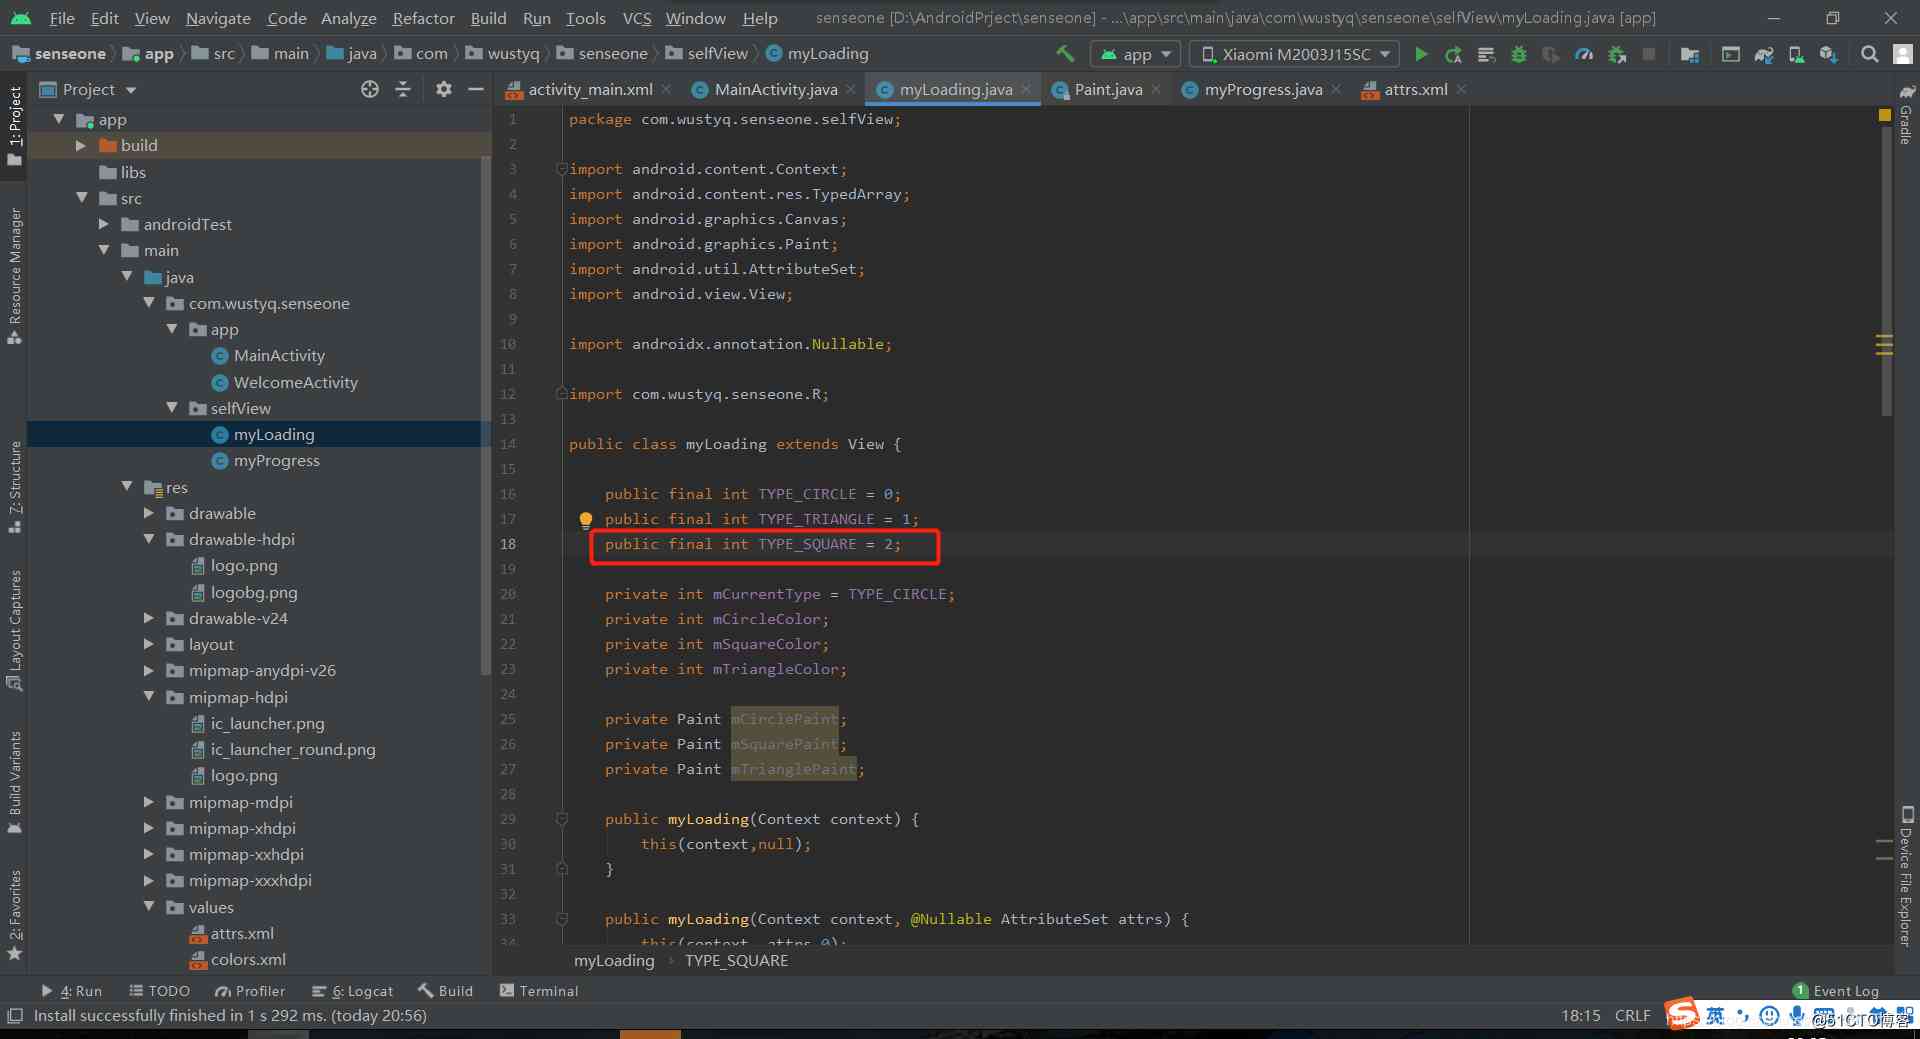 File Edit View Navigate Code Analyze Refactor Build Run Tools VCS Window Help senseone [D:\AndroidPrject\senseone] - ...\app\src\main\java\com\wustyq\senseone\selfView\myLoading.java [app]
senseone app src main java com wustyq senseone selfView myLoading app Xiaomi M2003J15SC
Project activity_main.xml MainActivity.java myLoading.java Paint.java myProgress.java attrs.xml
1: Project
Resource Manager
7: Structure
Layout Captures
Build Variants
2: Favorites
app
build
libs
src
androidTest
main
java
com.wustyq.senseone
app
MainActivity
WelcomeActivity
selfView
myLoading
myProgress
res
drawable
drawable-hdpi
logo.png
logobg.png
drawable-v24
layout
mipmap-anydpi-v26
mipmap-hdpi
ic_launcher.png
ic_launcher_round.png
logo.png
mipmap-mdpi
mipmap-xhdpi
mipmap-xxhdpi
mipmap-xxxhdpi
values
attrs.xml
colors.xml
1 package com.wustyq.senseone.selfView;
2
3 import android.content.Context;
4 import android.content.res.TypedArray;
5 import android.graphics.Canvas;
6 import android.graphics.Paint;
7 import android.util.AttributeSet;
8 import android.view.View;
9
10 import androidx.annotation.Nullable;
11
12 import com.wustyq.senseone.R;
13
14 public class myLoading extends View {
15
16 public final int TYPE_CIRCLE = 0;
17 public final int TYPE_TRIANGLE = 1;
18 public final int TYPE_SQUARE = 2;
19
20 private int mCurrentType = TYPE_CIRCLE;
21 private int mCircleColor;
22 private int mSquareColor;
23 private int mTriangleColor;
24
25 private Paint mCirclePaint;
26 private Paint mSquarePaint;
27 private Paint mTrianglePaint;
28
29 public myLoading(Context context) {
30 this(context,null);
31 }
32
33 public myLoading(Context context, @Nullable AttributeSet attrs) {
34 this(context, attrs,0);
myLoading TYPE_SQUARE
Gradle
Device File Explorer
4: Run TODO Profiler 6: Logcat Build Terminal 1 Event Log
Install successfully finished in 1 s 292 ms. (today 20:56) 18:15 CRLF
英
@51CTO博客